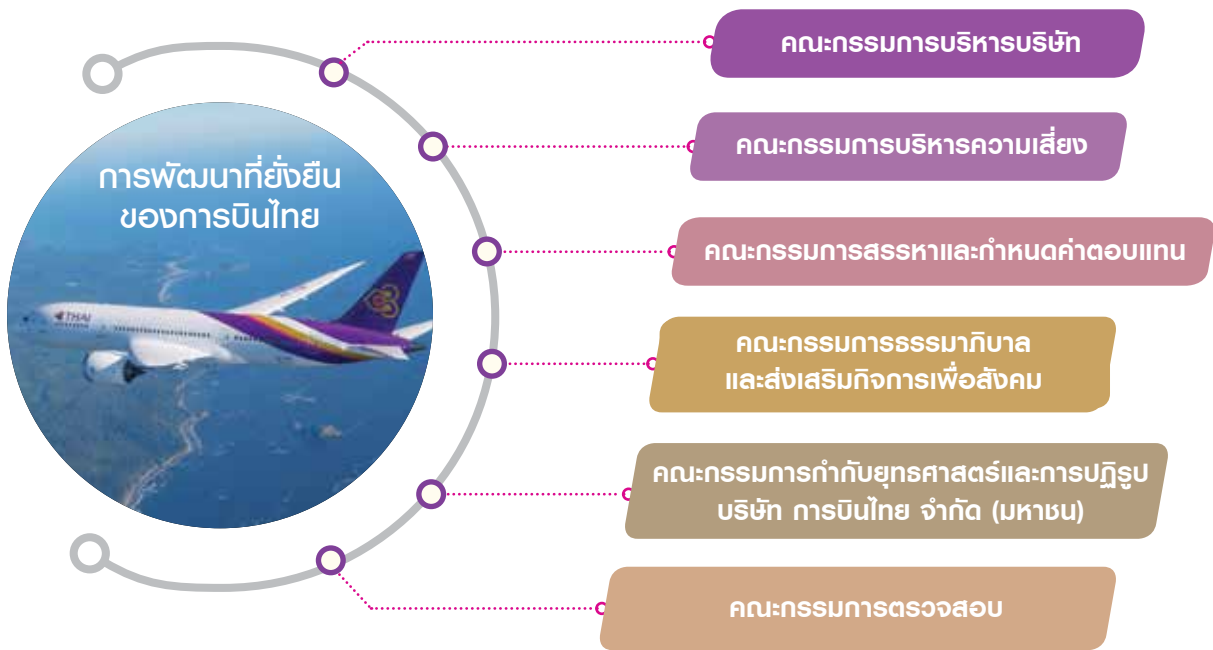 การพัฒนาที่ยั่งยืน
ของการบินไทย
THAI
คณะกรรมการบริหารบริษัท
คณะกรรมการบริหารความเสี่ยง
คณะกรรมการสรรหาและกำหนดค่าตอบแทน
คณะกรรมการธรรมาภิบาล
และส่งเสริมกิจการเพื่อสังคม
คณะกรรมการกำกับยุทธศาสตร์และการปฏิรูป
บริษัท การบินไทย จำกัด (มหาชน)
คณะกรรมการตรวจสอบ